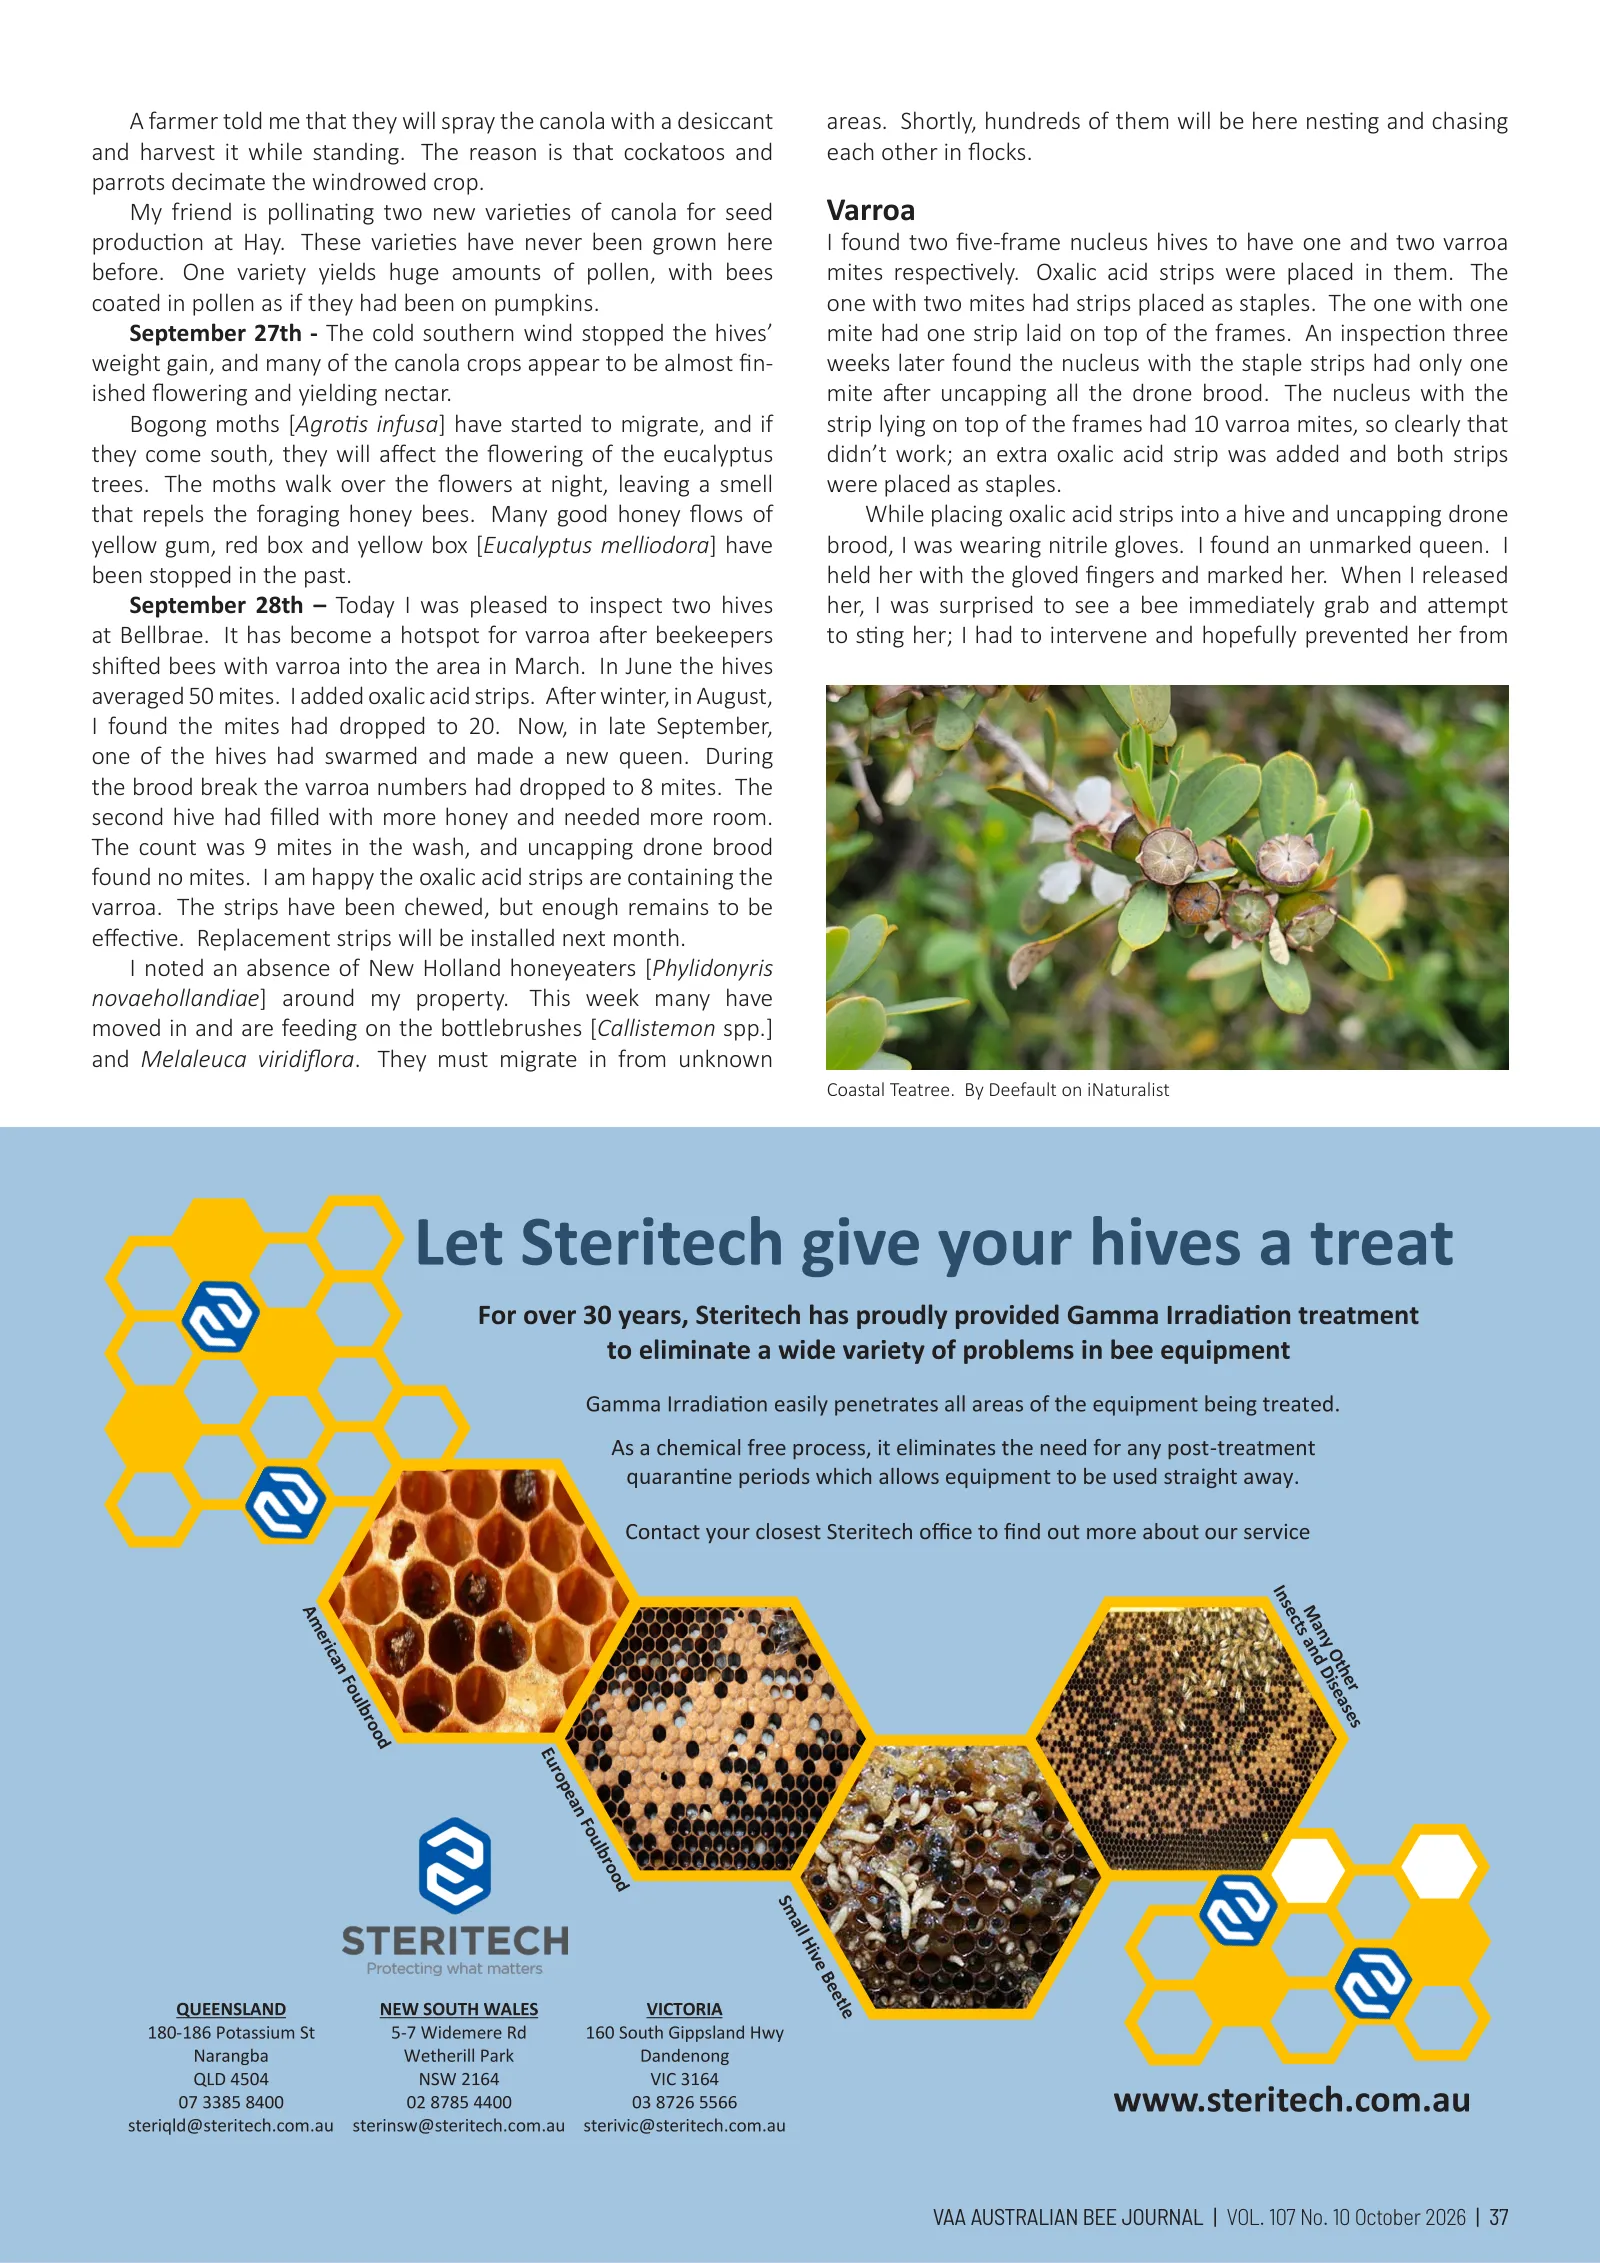 A farmer told me that they will spray the canola with a desiccant
and harvest it while standing. The reason is that cockatoos and
parrots decimate the windrowed crop.
My friend is pollinating two new varieties of canola for seed
production at Hay. These varieties have never been grown here
before. One variety yields huge amounts of pollen, with bees
coated in pollen as if they had been on pumpkins.
September 27th - The cold southern wind stopped the hives’
weight gain, and many of the canola crops appear to be almost fin-
ished flowering and yielding nectar.
Bogong moths [Agrotis infusa] have started to migrate, and if
they come south, they will affect the flowering of the eucalyptus
trees. The moths walk over the flowers at night, leaving a smell
that repels the foraging honey bees. Many good honey flows of
yellow gum, red box and yellow box [Eucalyptus melliodora] have
been stopped in the past.
September 28th – Today I was pleased to inspect two hives
at Bellbrae. It has become a hotspot for varroa after beekeepers
shifted bees with varroa into the area in March. In June the hives
averaged 50 mites. I added oxalic acid strips. After winter, in August,
I found the mites had dropped to 20. Now, in late September,
one of the hives had swarmed and made a new queen. During
the brood break the varroa numbers had dropped to 8 mites. The
second hive had filled with more honey and needed more room.
The count was 9 mites in the wash, and uncapping drone brood
found no mites. I am happy the oxalic acid strips are containing the
varroa. The strips have been chewed, but enough remains to be
effective. Replacement strips will be installed next month.
I noted an absence of New Holland honeyeaters [Phylidonyris
novaehollandiae] around my property. This week many have
moved in and are feeding on the bottlebrushes [Callistemon spp.]
and Melaleuca viridiflora. They must migrate in from unknown
areas. Shortly, hundreds of them will be here nesting and chasing
each other in flocks.
Varroa
I found two five-frame nucleus hives to have one and two varroa
mites respectively. Oxalic acid strips were placed in them. The
one with two mites had strips placed as staples. The one with one
mite had one strip laid on top of the frames. An inspection three
weeks later found the nucleus with the staple strips had only one
mite after uncapping all the drone brood. The nucleus with the
strip lying on top of the frames had 10 varroa mites, so clearly that
didn’t work; an extra oxalic acid strip was added and both strips
were placed as staples.
While placing oxalic acid strips into a hive and uncapping drone
brood, I was wearing nitrile gloves. I found an unmarked queen. I
held her with the gloved fingers and marked her. When I released
her, I was surprised to see a bee immediately grab and attempt
to sting her; I had to intervene and hopefully prevented her from
Coastal Teatree. By Deefault on iNaturalist
Let Steritech give your hives a treat
For over 30 years, Steritech has proudly provided Gamma Irradiation treatment
to eliminate a wide variety of problems in bee equipment
Gamma Irradiation easily penetrates all areas of the equipment being treated.
As a chemical free process, it eliminates the need for any post-treatment
quarantine periods which allows equipment to be used straight away.
Contact your closest Steritech office to find out more about our service
American Foulbrood
European Foulbrood
Small Hive Beetle
Many Other
Insects and Diseases
STERITECH
Protecting what matters
QUEENSLAND
180-186 Potassium St
Narangba
QLD 4504
07 3385 8400
steriqld@steritech.com.au
NEW SOUTH WALES
5-7 Widemere Rd
Wetherill Park
NSW 2164
02 8785 4400
sterinsw@steritech.com.au
VICTORIA
160 South Gippsland Hwy
Dandenong
VIC 3164
03 8726 5566
sterivic@steritech.com.au
www.steritech.com.au
VAA AUSTRALIAN BEE JOURNAL | VOL. 107 No. 10 October 2026 | 37